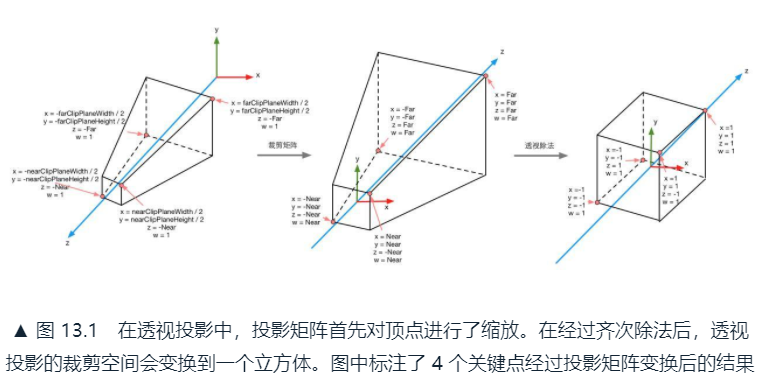 y
x
z
x = -farClipPlaneWidth / 2
y = -farClipPlaneHeight / 2
z = -Far
w = 1
x = farClipPlaneWidth / 2
y = farClipPlaneHeight / 2
z = -Far
w = 1
x = -nearClipPlaneWidth / 2
y = -nearClipPlaneHeight / 2
z = -Near
w = 1
x = nearClipPlaneWidth / 2
y = nearClipPlaneHeight / 2
z = -Near
w = 1
裁剪矩阵
z
y
x
x = -Far
y = -Far
z = Far
w = Far
x = Far
y = Far
z = Far
w = Far
x = -Near
y = -Near
z = -Near
w = Near
x = Near
y = Near
z = -Near
w = Near
透视除法
z
y
x
x =-1
y = -1
z = 1
w = 1
x =1
y = 1
z = 1
w = 1
x =-1
y = -1
z = -1
w = 1
x =1
y = 1
z = -1
w = 1
▲ 图 13.1 在透视投影中，投影矩阵首先对顶点进行了缩放。在经过齐次除法后，透视
投影的裁剪空间会变换到一个立方体。图中标注了 4 个关键点经过投影矩阵变换后的结果